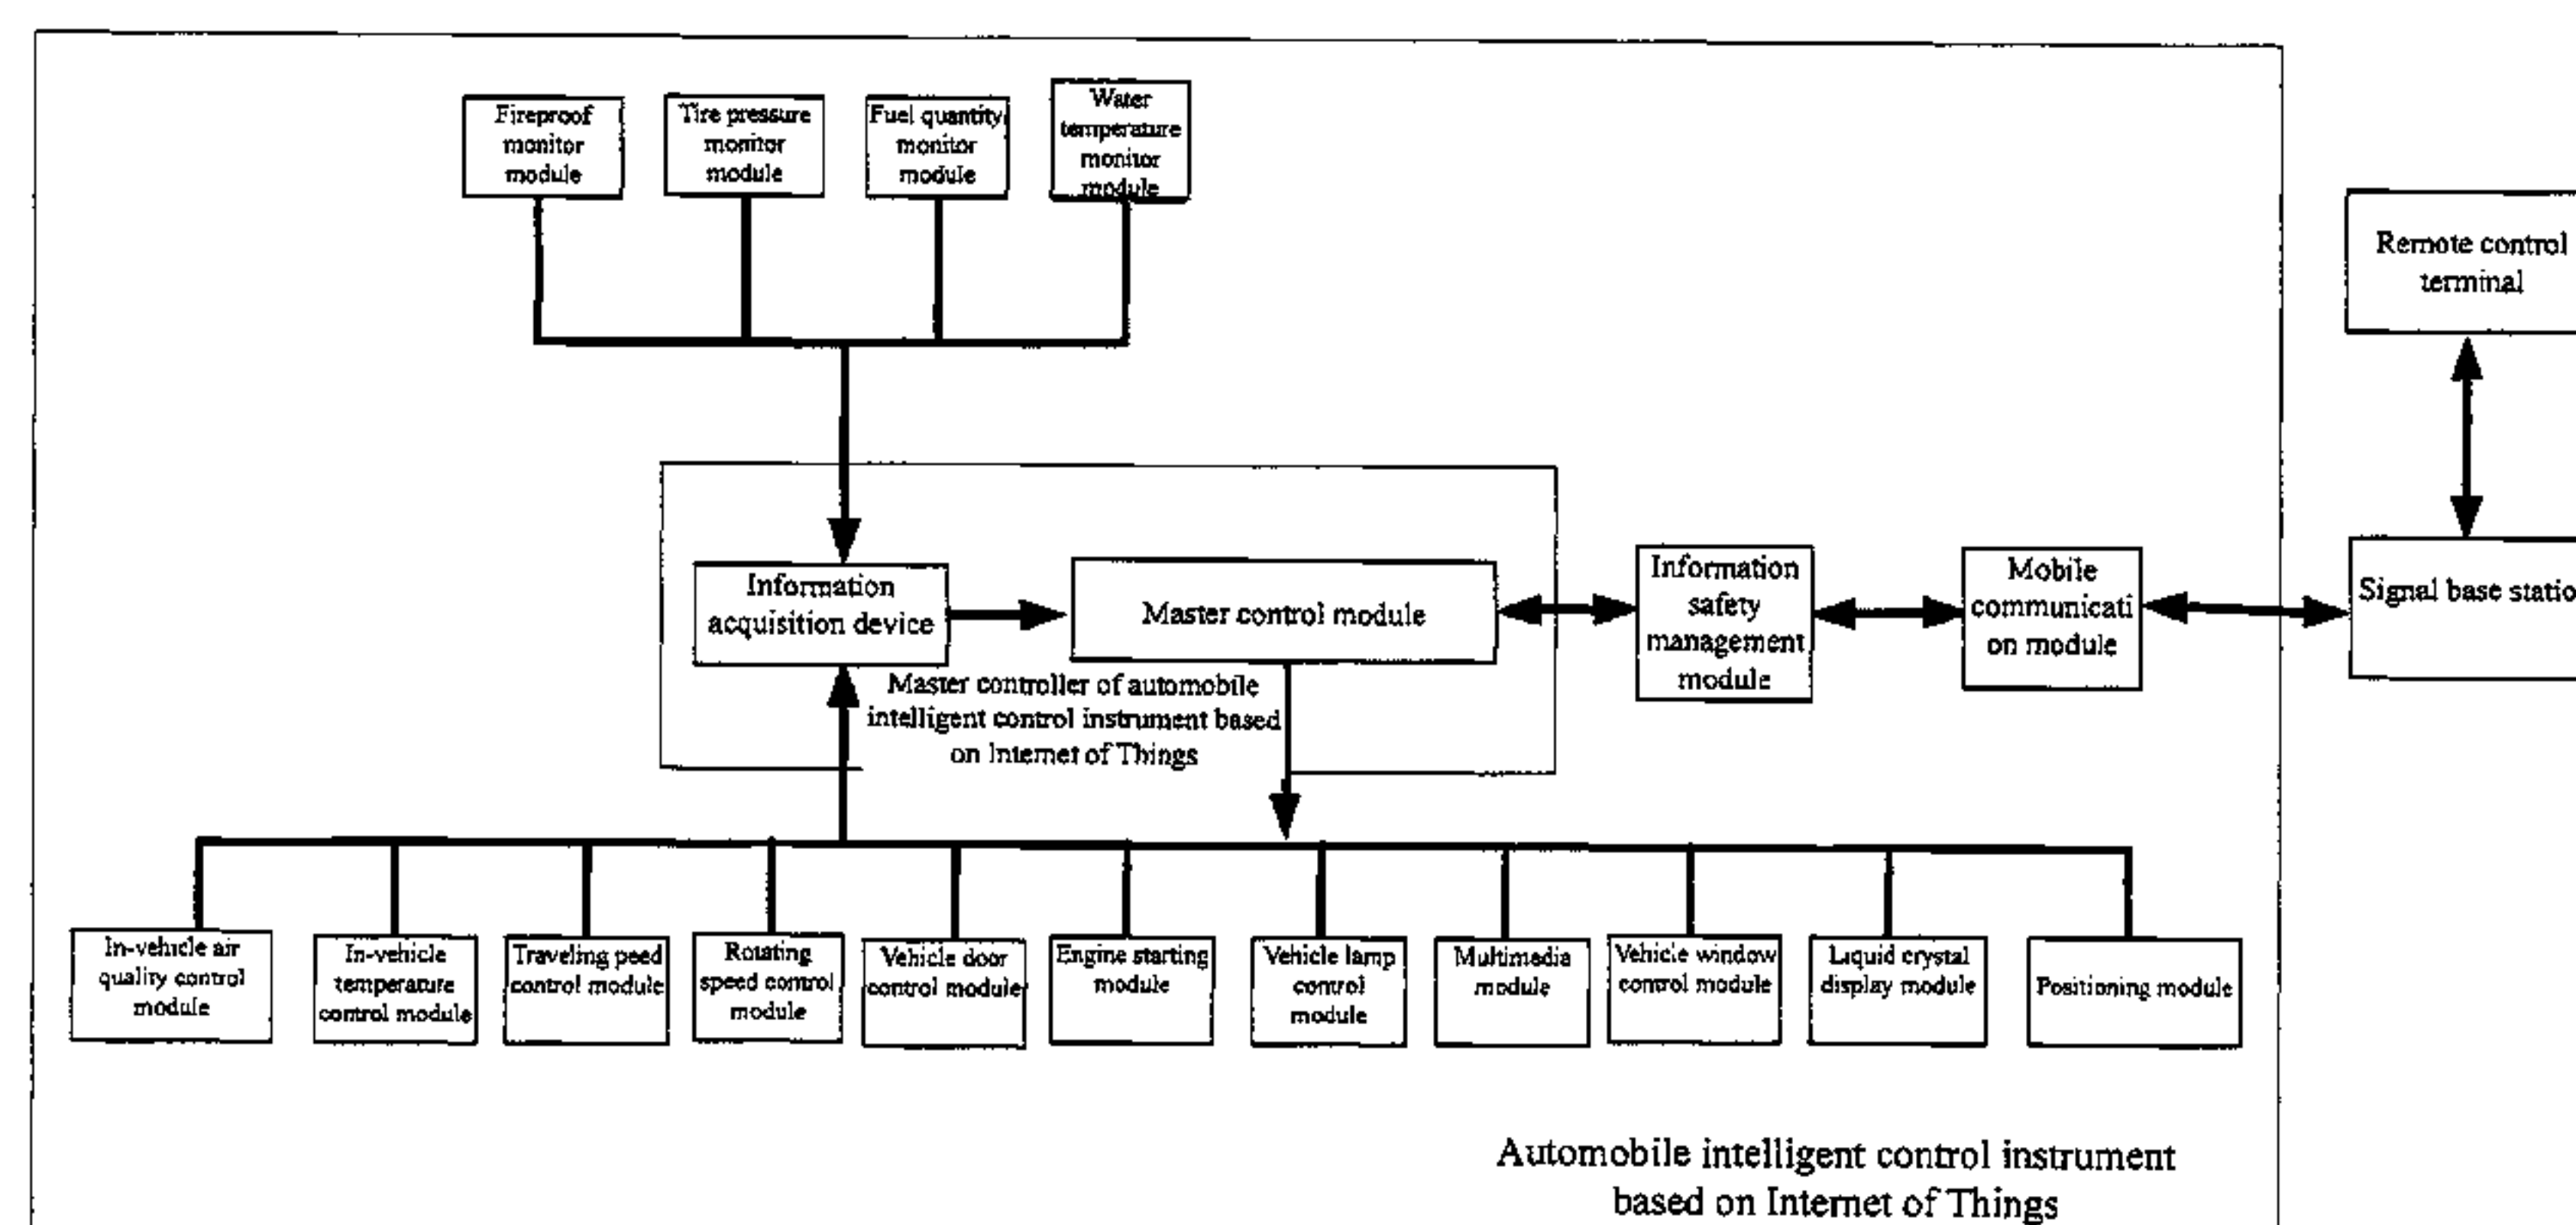 Fireproof
monitor
module
Tire pressure
monitor
module
Fuel quantity
monitor
module
Water
temperature
monitor
module
Remote control
terminal
Information
acquisition device
Master control module
Information
safety
management
module
Mobile
communicati
on module
Signal base statio
Master controller of automobile
intelligent control instrument based
on Internet of Things
In-vehicle air
quality control
module
In-vehicle
temperature
control module
Traveling peed
control module
Rotating
speed control
module
Vehicle door
control module
Engine starting
module
Vehicle lamp
control
module
Multimedia
module
Vehicle window
control module
Liquid crystal
display module
Positioning module
Automobile intelligent control instrument
based on Internet of Things